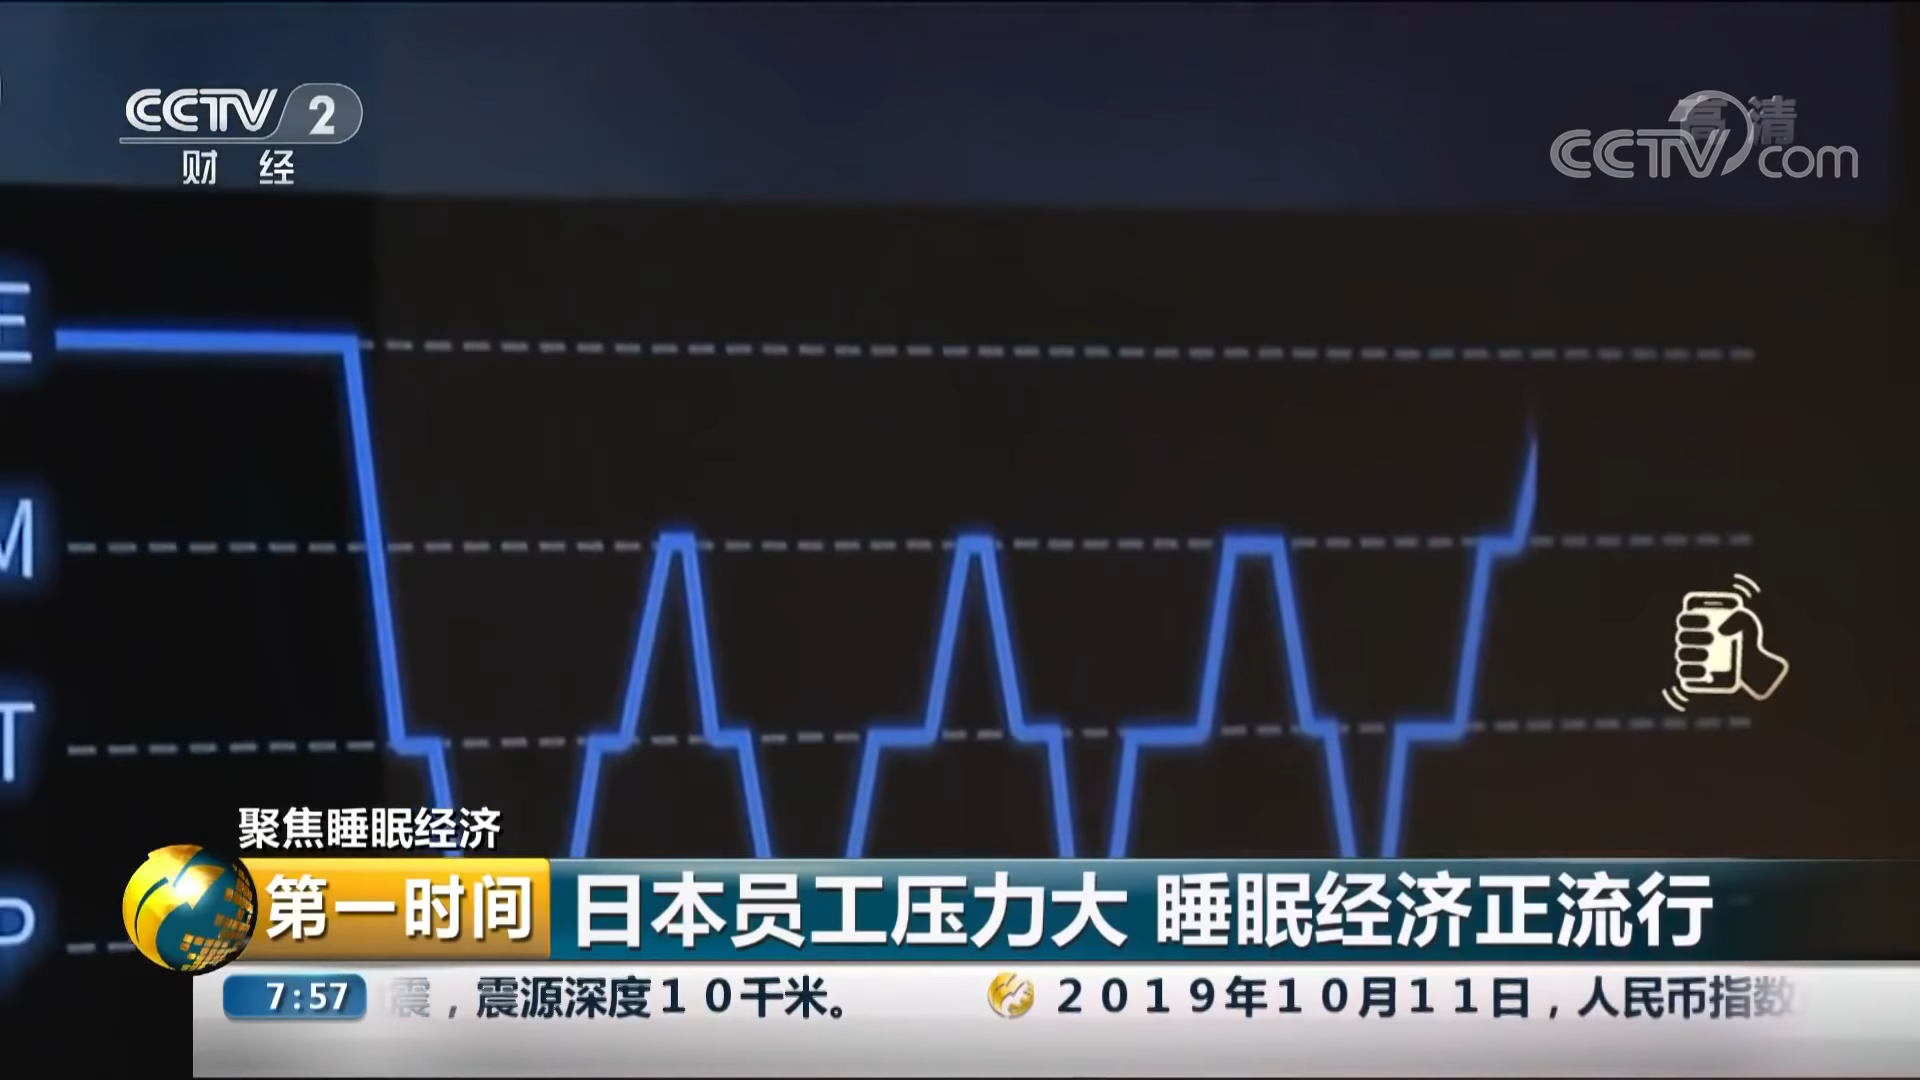 CCTV 2
财 经
高清
CCTV com
E
M
T
P
聚焦睡眠经济
第一时间
日本员工压力大 睡眠经济正流行
7:57
震，震源深度10千米。
2019年10月11日，人民币指数